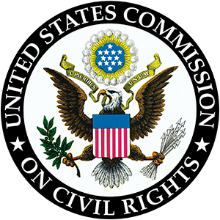 UNITED STATES COMMISSION
ON CIVIL RIGHTS